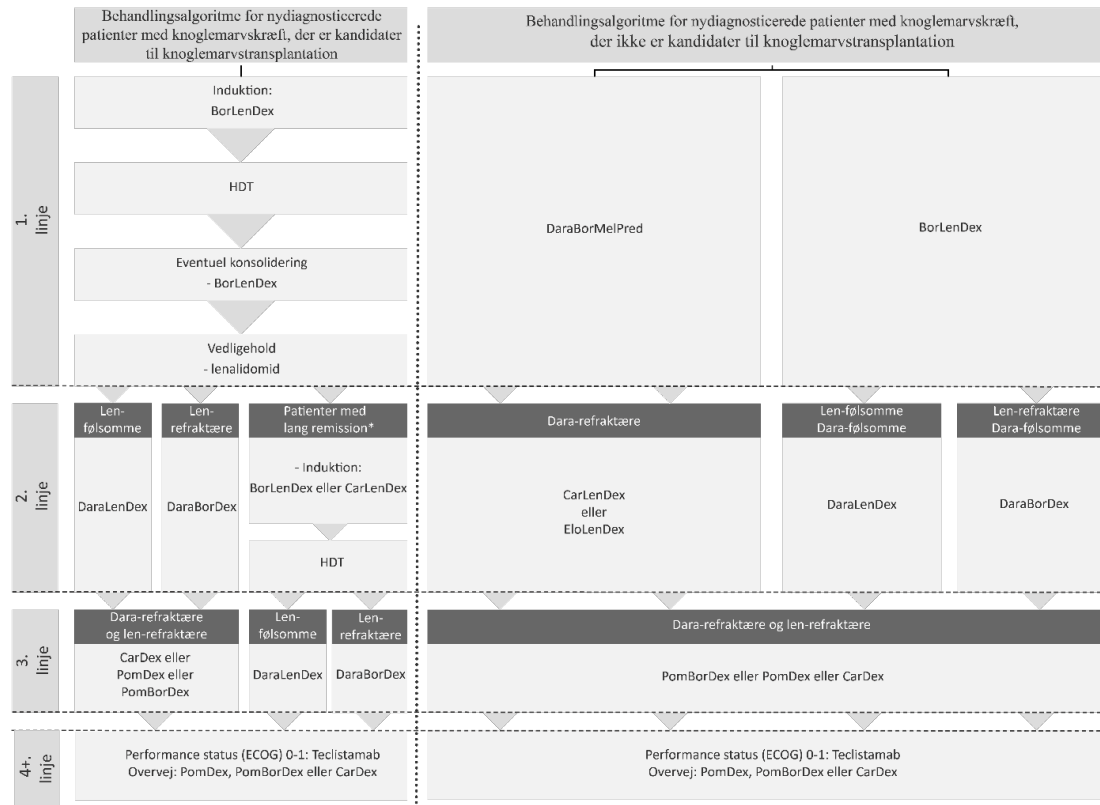 Behandlingsalgoritme for nydiagnosticerede
patienter med knoglemarvskræft, der er kandidater
til knoglemarvstransplantation
Behandlingsalgoritme for nydiagnosticerede patienter med knoglemarvskræft,
der ikke er kandidater til knoglemarvstransplantation
1.
linje
Induktion:
BorLenDex
HDT
Eventuel konsolidering
- BorLenDex
Vedligehold
- lenalidomid
DaraBorMelPred
BorLenDex
2.
linje
Len-
følsomme
DaraLenDex
Len-
refraktære
DaraBorDex
Patienter med
lang remission*
- Induktion:
BorLenDex eller CarLenDex
HDT
Dara-refraktære
CarLenDex
eller
EloLenDex
Len-følsomme
Dara-følsomme
DaraLenDex
Len-refraktære
Dara-følsomme
DaraBorDex
3.
linje
Dara-refraktære
og len-refraktære
CarDex eller
PomDex eller
PomBorDex
Len-
følsomme
DaraLenDex
Len-
refraktære
DaraBorDex
Dara-refraktære og len-refraktære
PomBorDex eller PomDex eller CarDex
4+.
linje
Performance status (ECOG) 0-1: Teclistamab
Overvej: PomDex, PomBorDex eller CarDex
Performance status (ECOG) 0-1: Teclistamab
Overvej: PomDex, PomBorDex eller CarDex